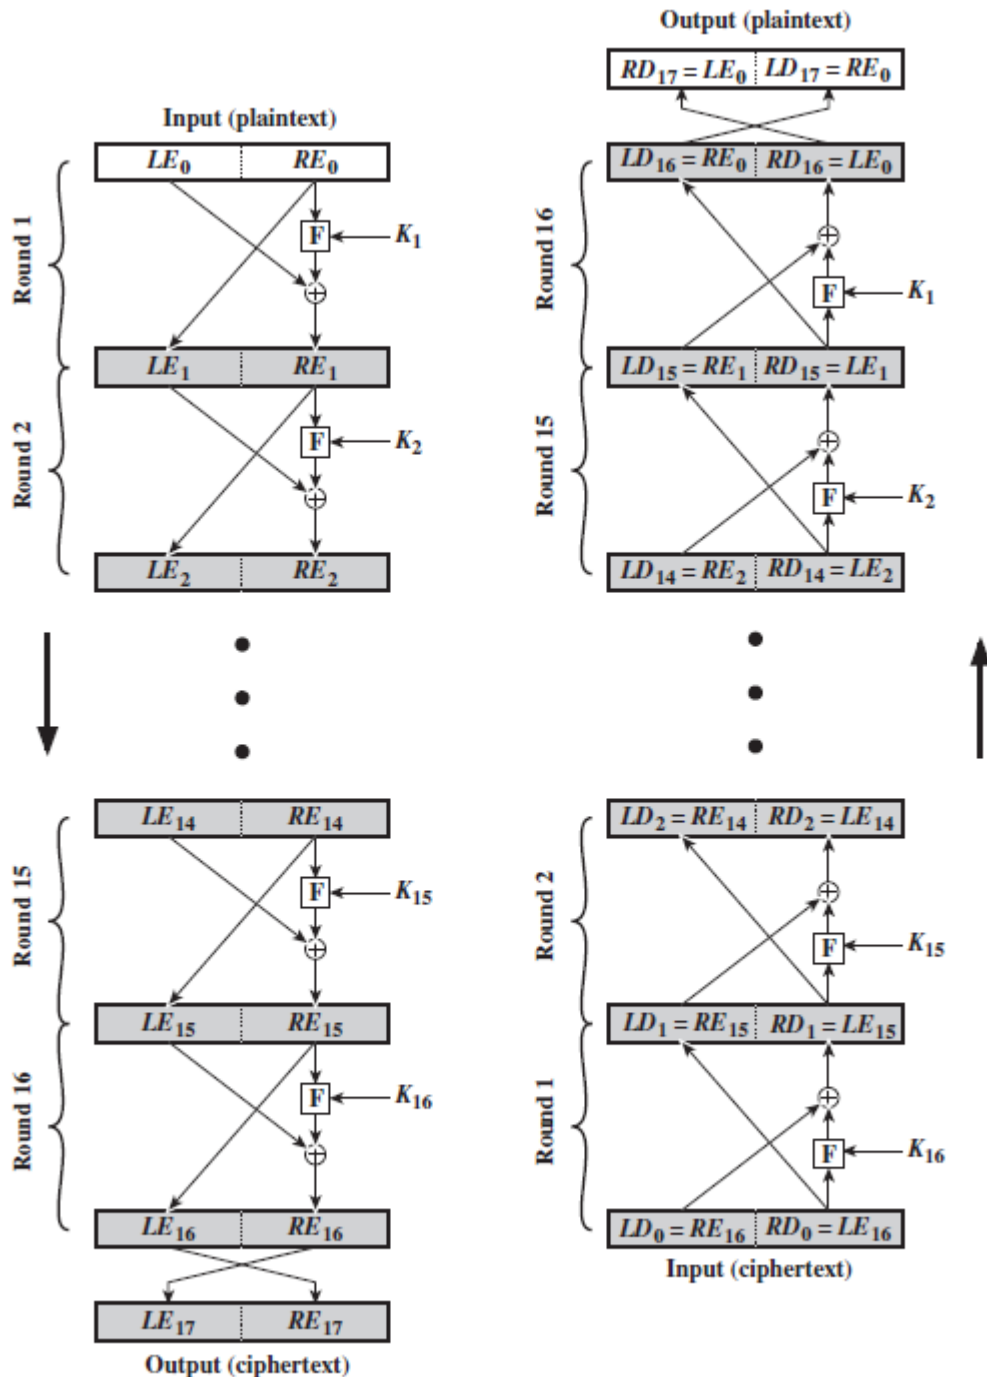 Input (plaintext)
LE₀ RE₀
Round 1
F
K₁
+
LE₁ RE₁
Round 2
F
K₂
+
LE₂ RE₂
LE₁₄ RE₁₄
Round 15
F
K₁₅
+
LE₁₅ RE₁₅
Round 16
F
K₁₆
+
LE₁₆ RE₁₆
LE₁₇ RE₁₇
Output (ciphertext)
Output (plaintext)
RD₁₇ = LE₀ LD₁₇ = RE₀
LD₁₆ = RE₀ RD₁₆ = LE₀
Round 16
+
F
K₁
LD₁₅ = RE₁ RD₁₅ = LE₁
Round 15
+
F
K₂
LD₁₄ = RE₂ RD₁₄ = LE₂
LD₂ = RE₁₄ RD₂ = LE₁₄
Round 2
+
F
K₁₅
LD₁ = RE₁₅ RD₁ = LE₁₅
Round 1
+
F
K₁₆
LD₀ = RE₁₆ RD₀ = LE₁₆
Input (ciphertext)